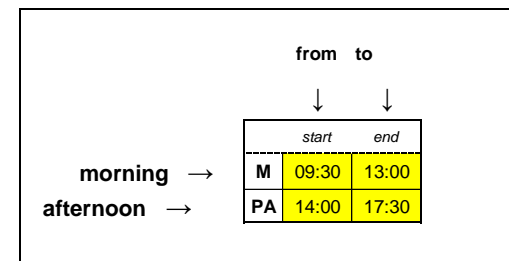 from to
↓ ↓
start end
morning → M 09:30 13:00
afternoon → PA 14:00 17:30